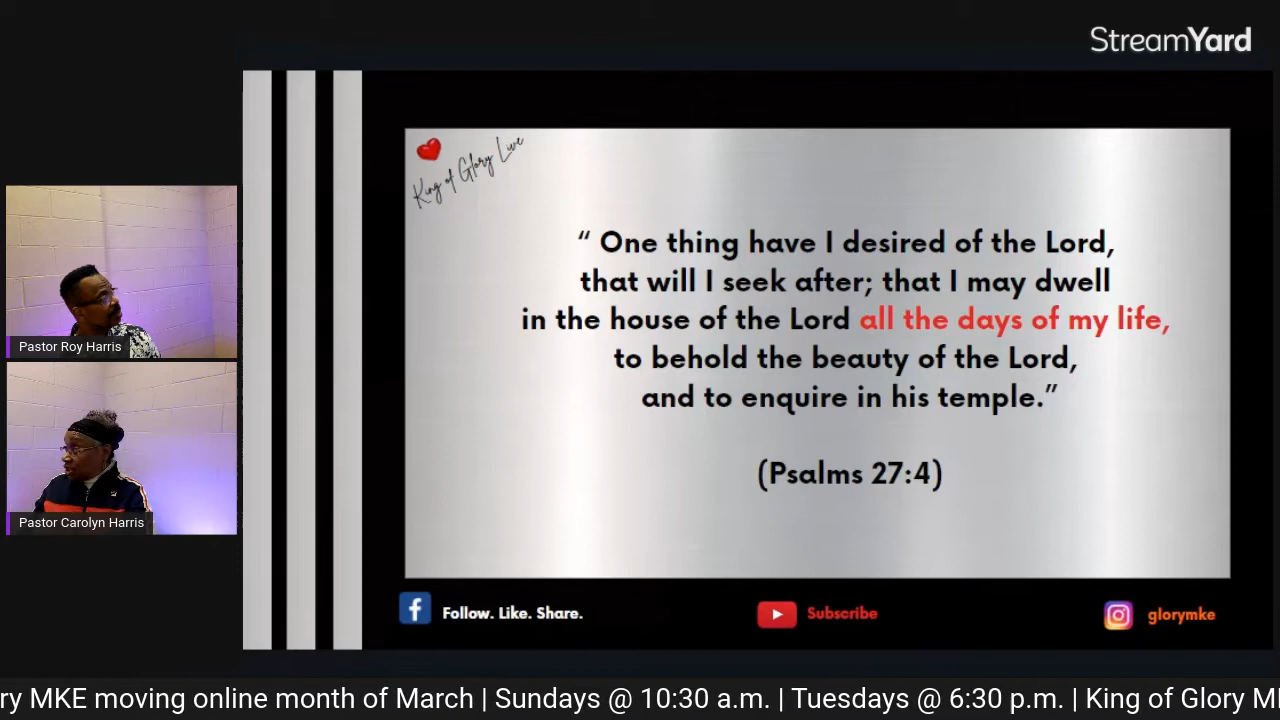 StreamYard
King of Glory Live
“ One thing have I desired of the Lord,
that will I seek after; that I may dwell
in the house of the Lord all the days of my life,
to behold the beauty of the Lord,
and to enquire in his temple.”
(Psalms 27:4)
Pastor Roy Harris
Pastor Carolyn Harris
Follow. Like. Share.
Subscribe
glorymke
ry MKE moving online month of March | Sundays @ 10:30 a.m. | Tuesdays @ 6:30 p.m. | King of Glory M